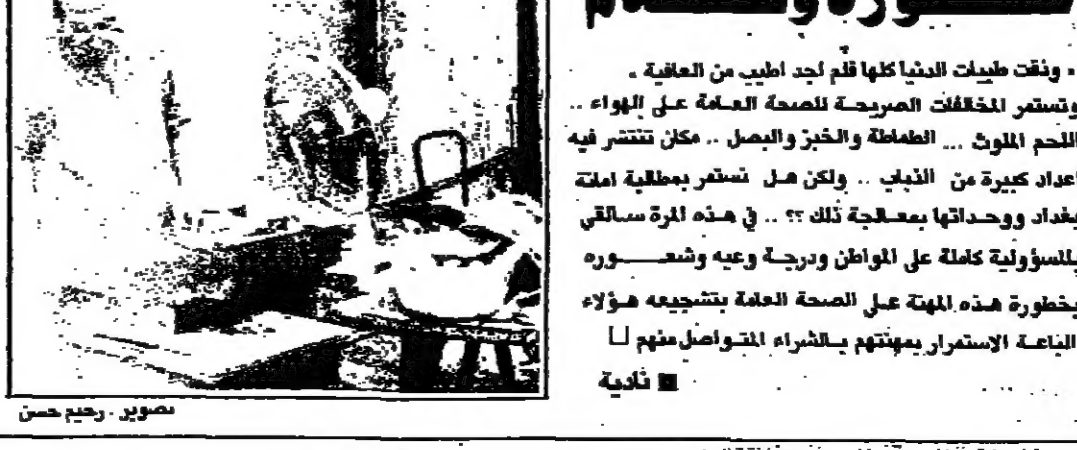 صورة و
. وذقت طيبات الدنيا كلها فلم اجد اطيب من العافية .
وتستمر المخالفات الصريحة للصحة العامة على الهواء ..
اللحم الملوث ... الطماطة والخبز والبصل .. مكان تنتشر فيه
اعداد كبيرة من الذباب .. ولكن هل نستمر بمطالبة امانة
بغداد ووحداتها بمعالجة ذلك ؟؟ .. في هذه المرة سالقي
بالمسؤولية كاملة على المواطن ودرجة وعيه وشعوره
بخطورة هذه المهنة على الصحة العامة بتشجيعه هؤلاء
الباعة الاستمرار بمهنتهم بالشراء المتواصل منهم
نادية
تصوير . رحيم حسن